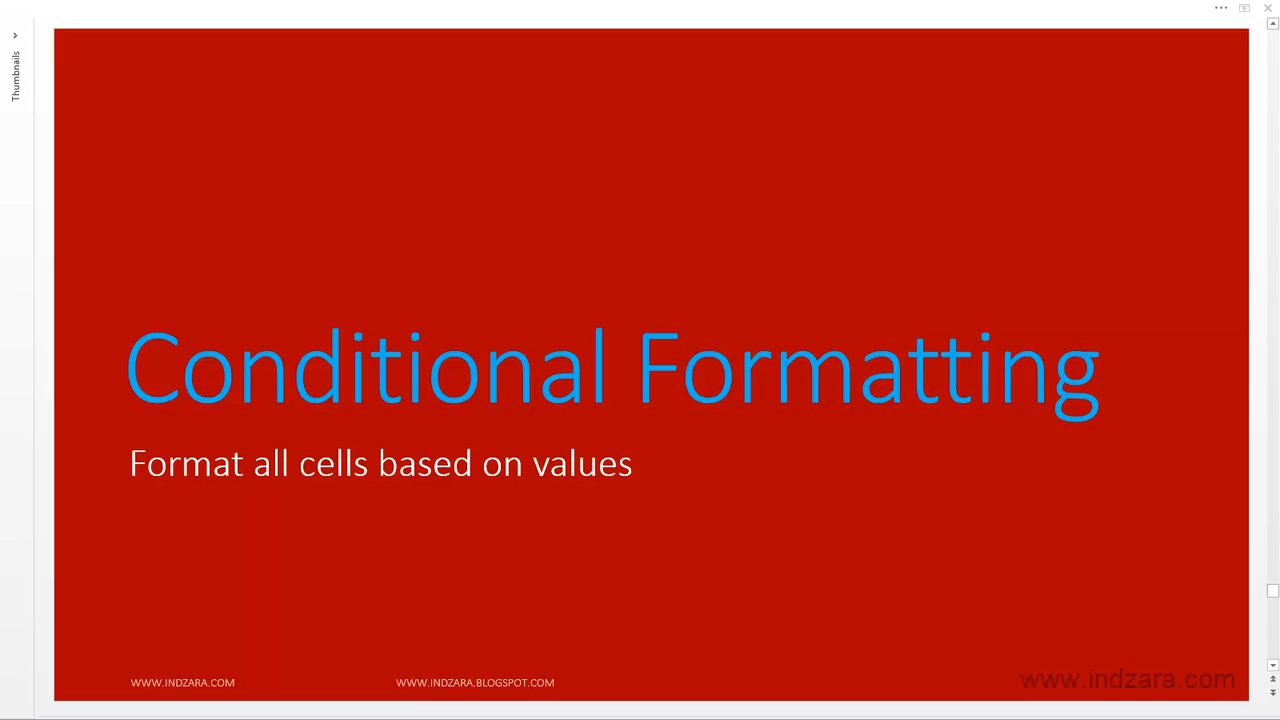 Thumbnails
Conditional Formatting
Format all cells based on values
WWW.INDZARA.COM
WWW.INDZARA.BLOGSPOT.COM
www.indzara.com